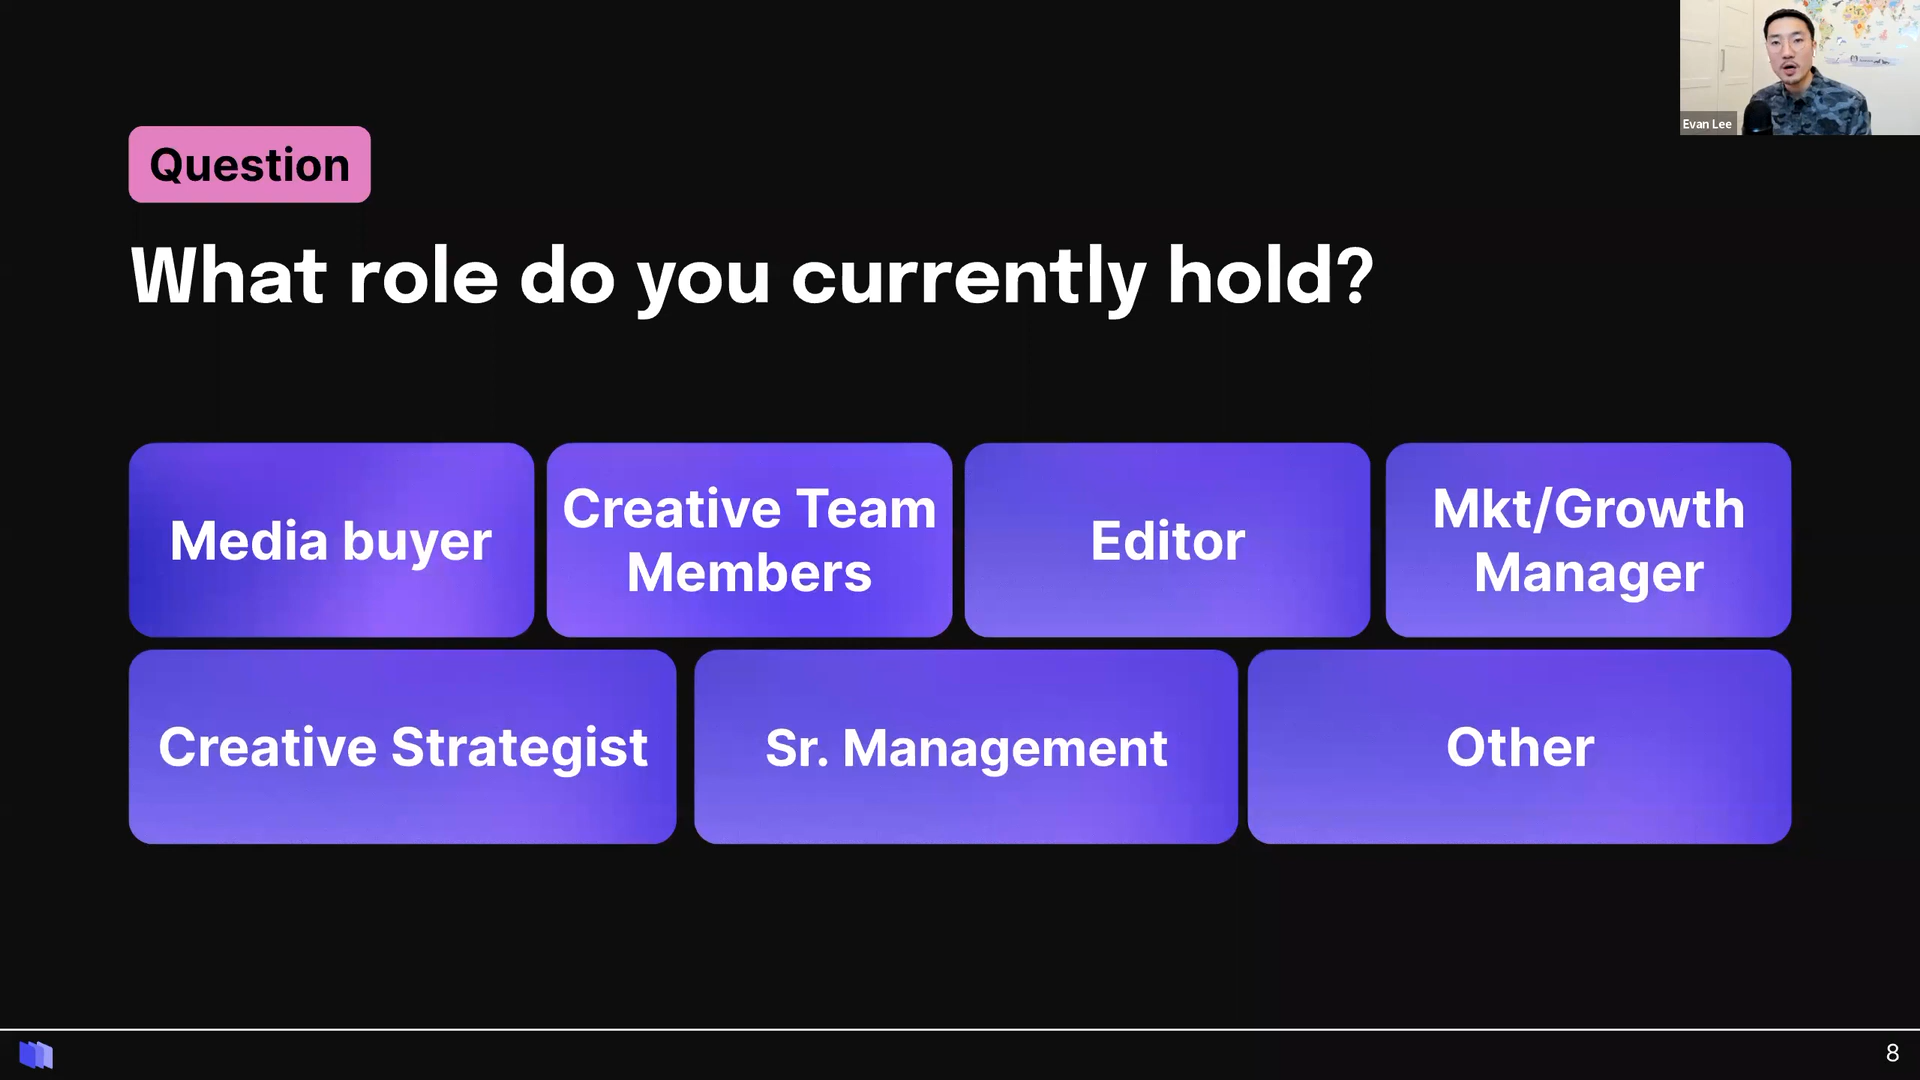 Evan Lee
Question
What role do you currently hold?
Media buyer
Creative Team
Members
Editor
Mkt/Growth
Manager
Creative Strategist
Sr. Management
Other
8